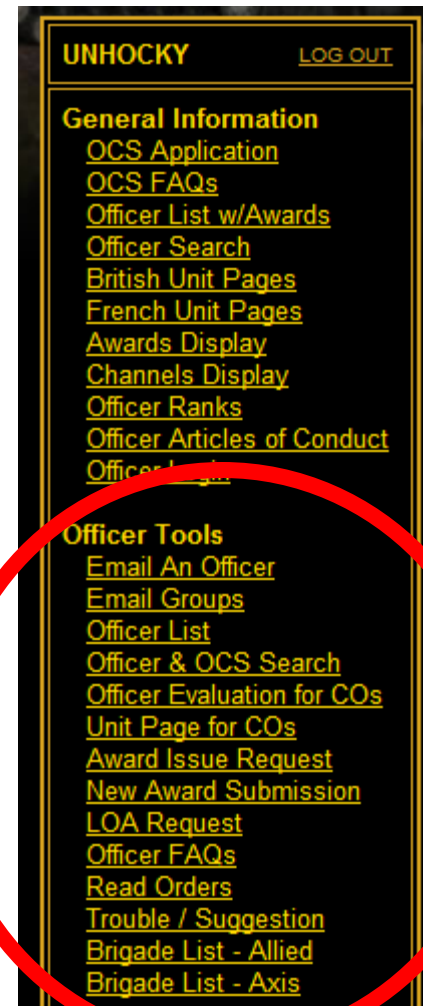 UNHOCKY LOG OUT
General Information
OCS Application
OCS FAQs
Officer List w/Awards
Officer Search
British Unit Pages
French Unit Pages
Awards Display
Channels Display
Officer Ranks
Officer Articles of Conduct
Officer Login
Officer Tools
Email An Officer
Email Groups
Officer List
Officer & OCS Search
Officer Evaluation for COs
Unit Page for COs
Award Issue Request
New Award Submission
LOA Request
Officer FAQs
Read Orders
Trouble / Suggestion
Brigade List - Allied
Brigade List - Axis